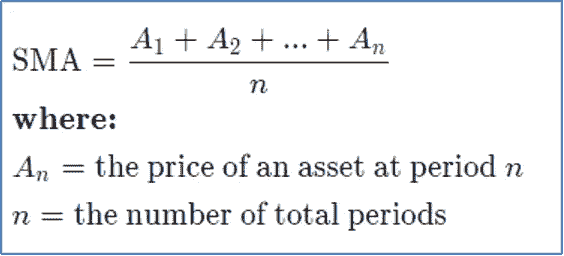 SMA = \frac{A_1 + A_2 + ... + A_n}{n}
where:
A_n = the price of an asset at period n
n = the number of total periods